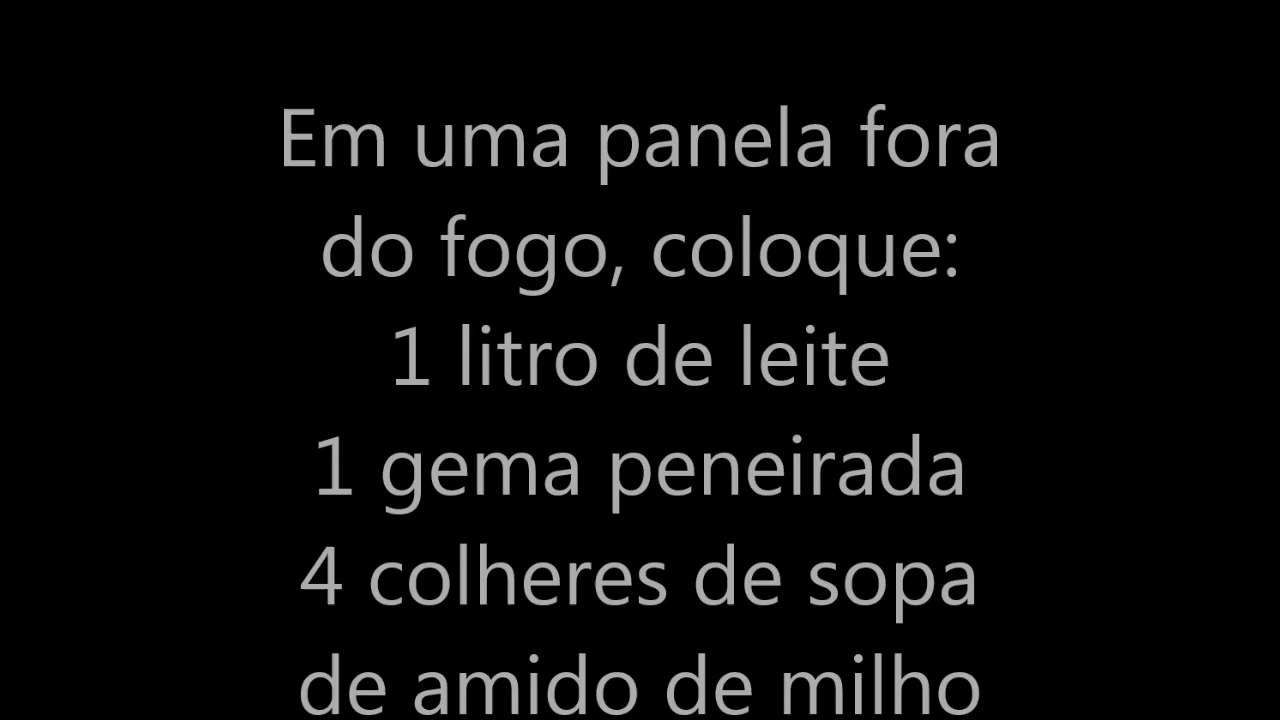 Em uma panela fora
do fogo, coloque:
1 litro de leite
1 gema peneirada
4 colheres de sopa
de amido de milho